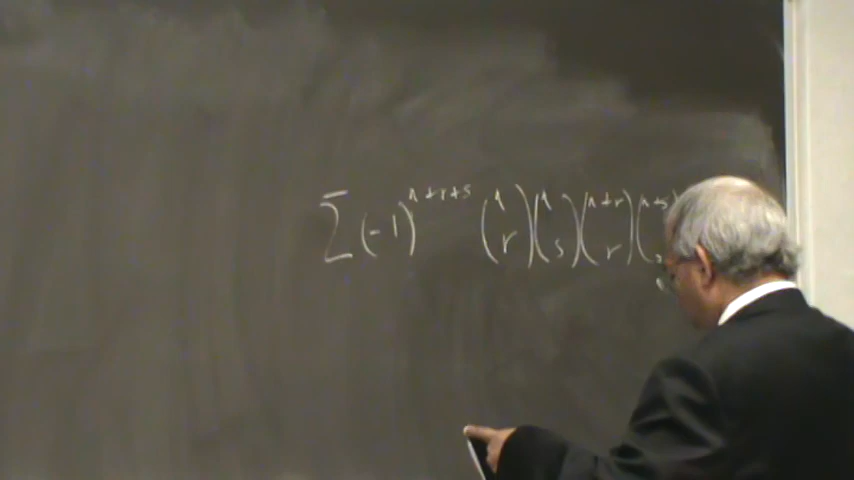 Σ (-1)^{n+r+s} (n r)(n s)(n+r r)(n+s s